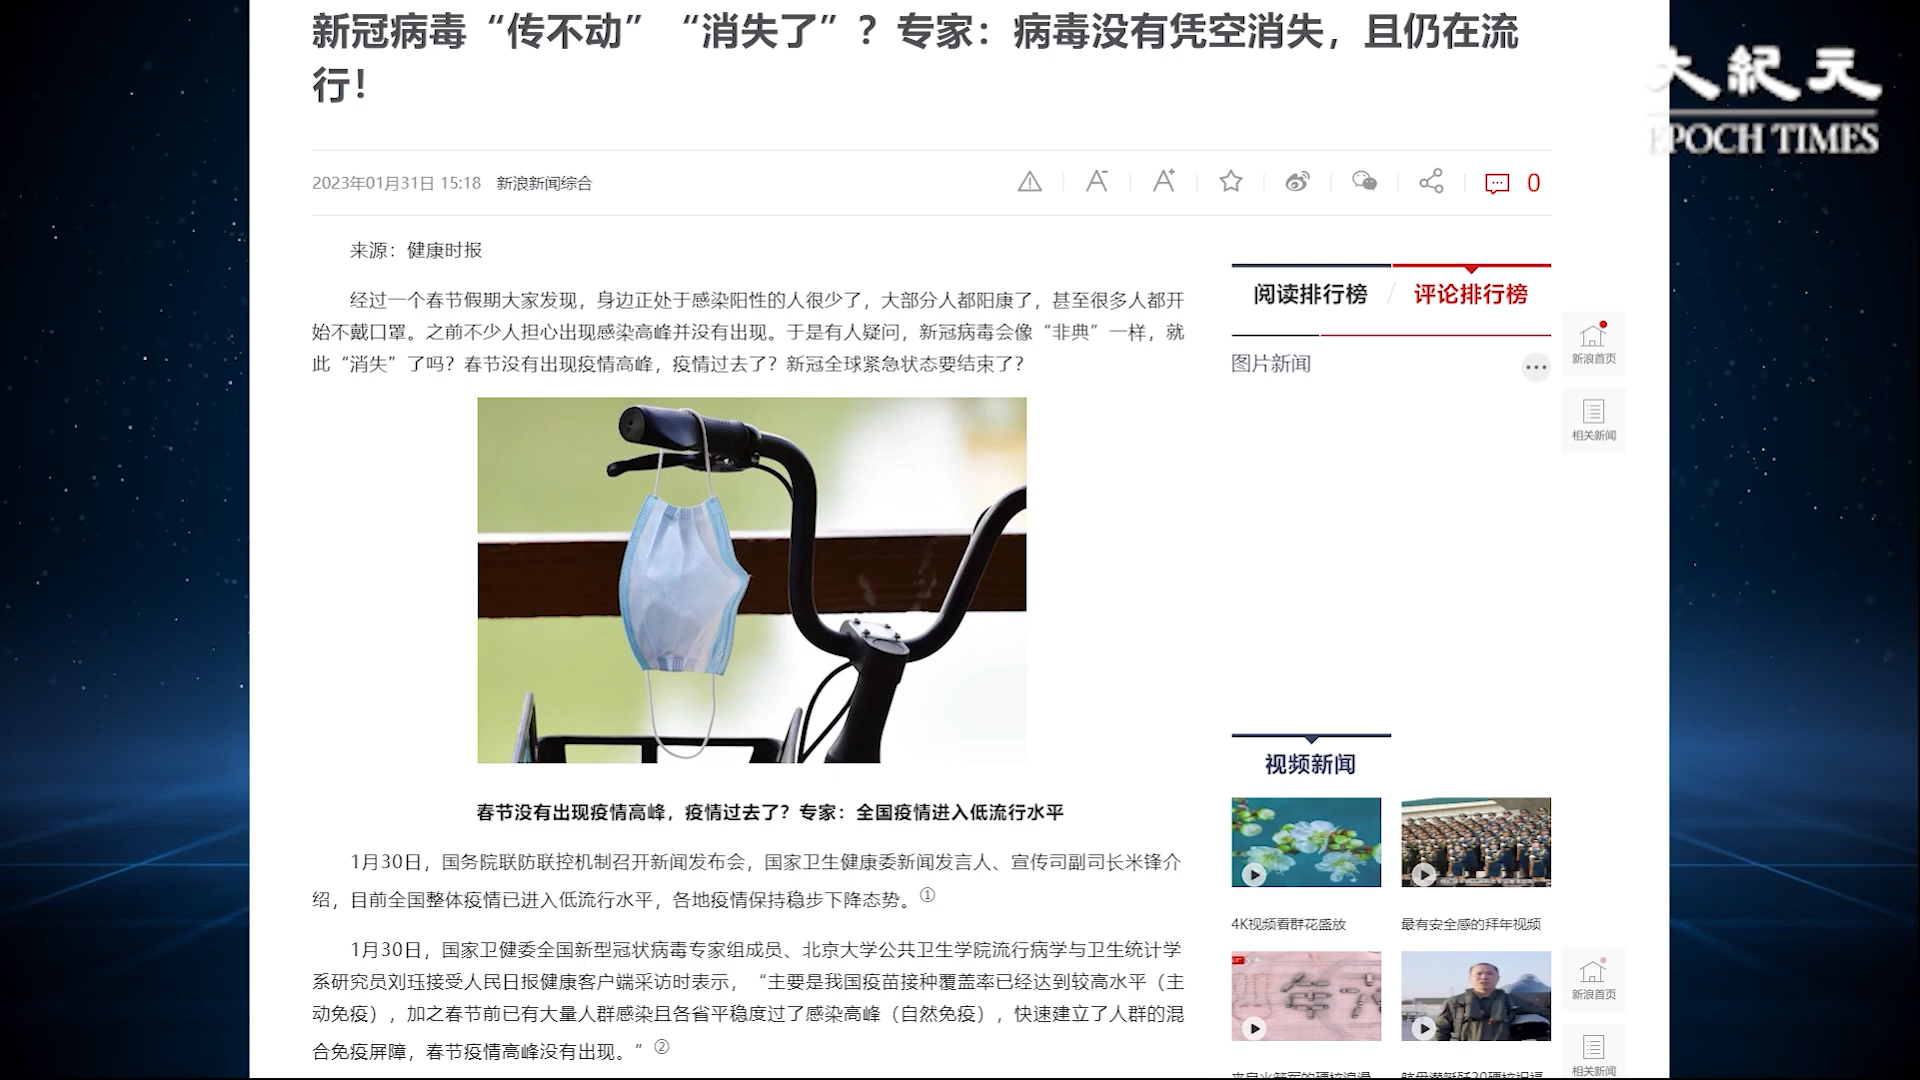 新冠病毒“传不动”“消失了”？专家：病毒没有凭空消失，且仍在流
行！
大紀元
EPOCH TIMES
2023年01月31日 15:18 新浪新闻综合
0
来源：健康时报
经过一个春节假期大家发现，身边正处于感染阳性的人很少了，大部分人都阳康了，甚至很多人都开
始不戴口罩。之前不少人担心出现感染高峰并没有出现。于是有人疑问，新冠病毒会像“非典”一样，就
此“消失”了吗？春节没有出现疫情高峰，疫情过去了？新冠全球紧急状态要结束了？
春节没有出现疫情高峰，疫情过去了？专家：全国疫情进入低流行水平
1月30日，国务院联防联控机制召开新闻发布会，国家卫生健康委新闻发言人、宣传司副司长米锋介
绍，目前全国整体疫情已进入低流行水平，各地疫情保持稳步下降态势。①
1月30日，国家卫健委全国新型冠状病毒专家组成员、北京大学公共卫生学院流行病学与卫生统计学
系研究员刘珏接受人民日报健康客户端采访时表示，“主要是我国疫苗接种覆盖率已经达到较高水平（主
动免疫），加之春节前已有大量人群感染且各省平稳度过了感染高峰（自然免疫），快速建立了人群的混
合免疫屏障，春节疫情高峰没有出现。”②
阅读排行榜 / 评论排行榜
图片新闻
视频新闻
4K视频看群花盛放
最有安全感的拜年视频
来自火箭军的硬核浪漫
航母潜艇歼20硬核祝福
新浪首页
相关新闻
新浪首页
相关新闻